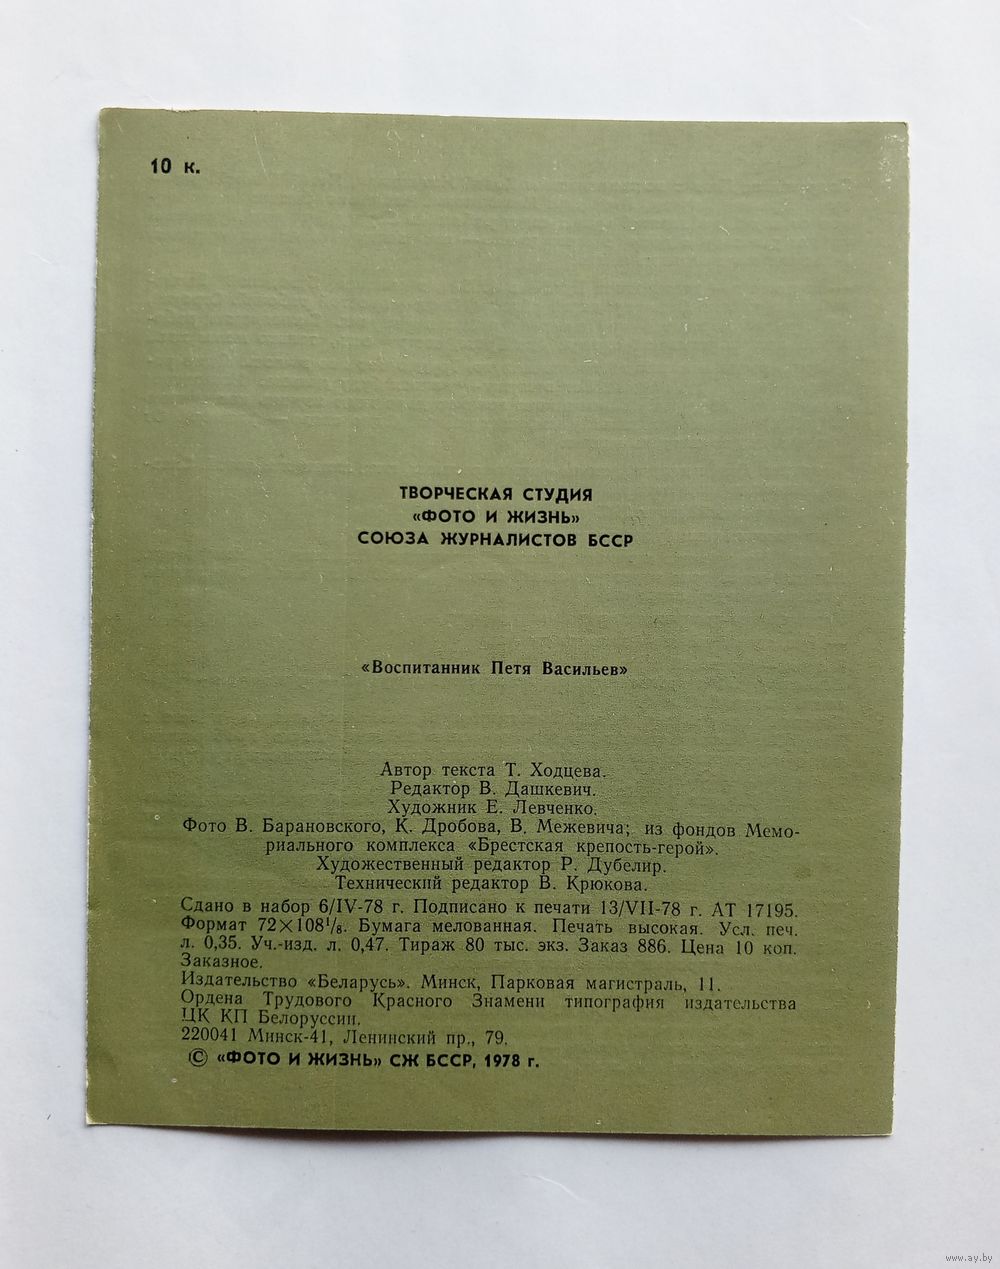 10 к.
ТВОРЧЕСКАЯ СТУДИЯ
«ФОТО И ЖИЗНЬ»
СОЮЗА ЖУРНАЛИСТОВ БССР
«Воспитанник Петя Васильев»
Автор текста Т. Ходцева.
Редактор В. Дашкевич.
Художник Е. Левченко.
Фото В. Барановского, К. Дробова, В. Межевича; из фондов Мемо-
риального комплекса «Брестская крепость-герой».
Художественный редактор Р. Дубелир.
Технический редактор В. Крюкова.
Сдано в набор 6/IV-78 г. Подписано к печати 13/VII-78 г. АТ 17195.
Формат 72×108¹/₈. Бумага мелованная. Печать высокая. Усл. печ.
л. 0,35. Уч.-изд. л. 0,47. Тираж 80 тыс. экз. Заказ 886. Цена 10 коп.
Заказное.
Издательство «Беларусь». Минск, Парковая магистраль, 11.
Ордена Трудового Красного Знамени типография издательства
ЦК КП Белоруссии.
220041 Минск-41, Ленинский пр., 79.
© «ФОТО И ЖИЗНЬ» СЖ БССР, 1978 г.
www.ay.by